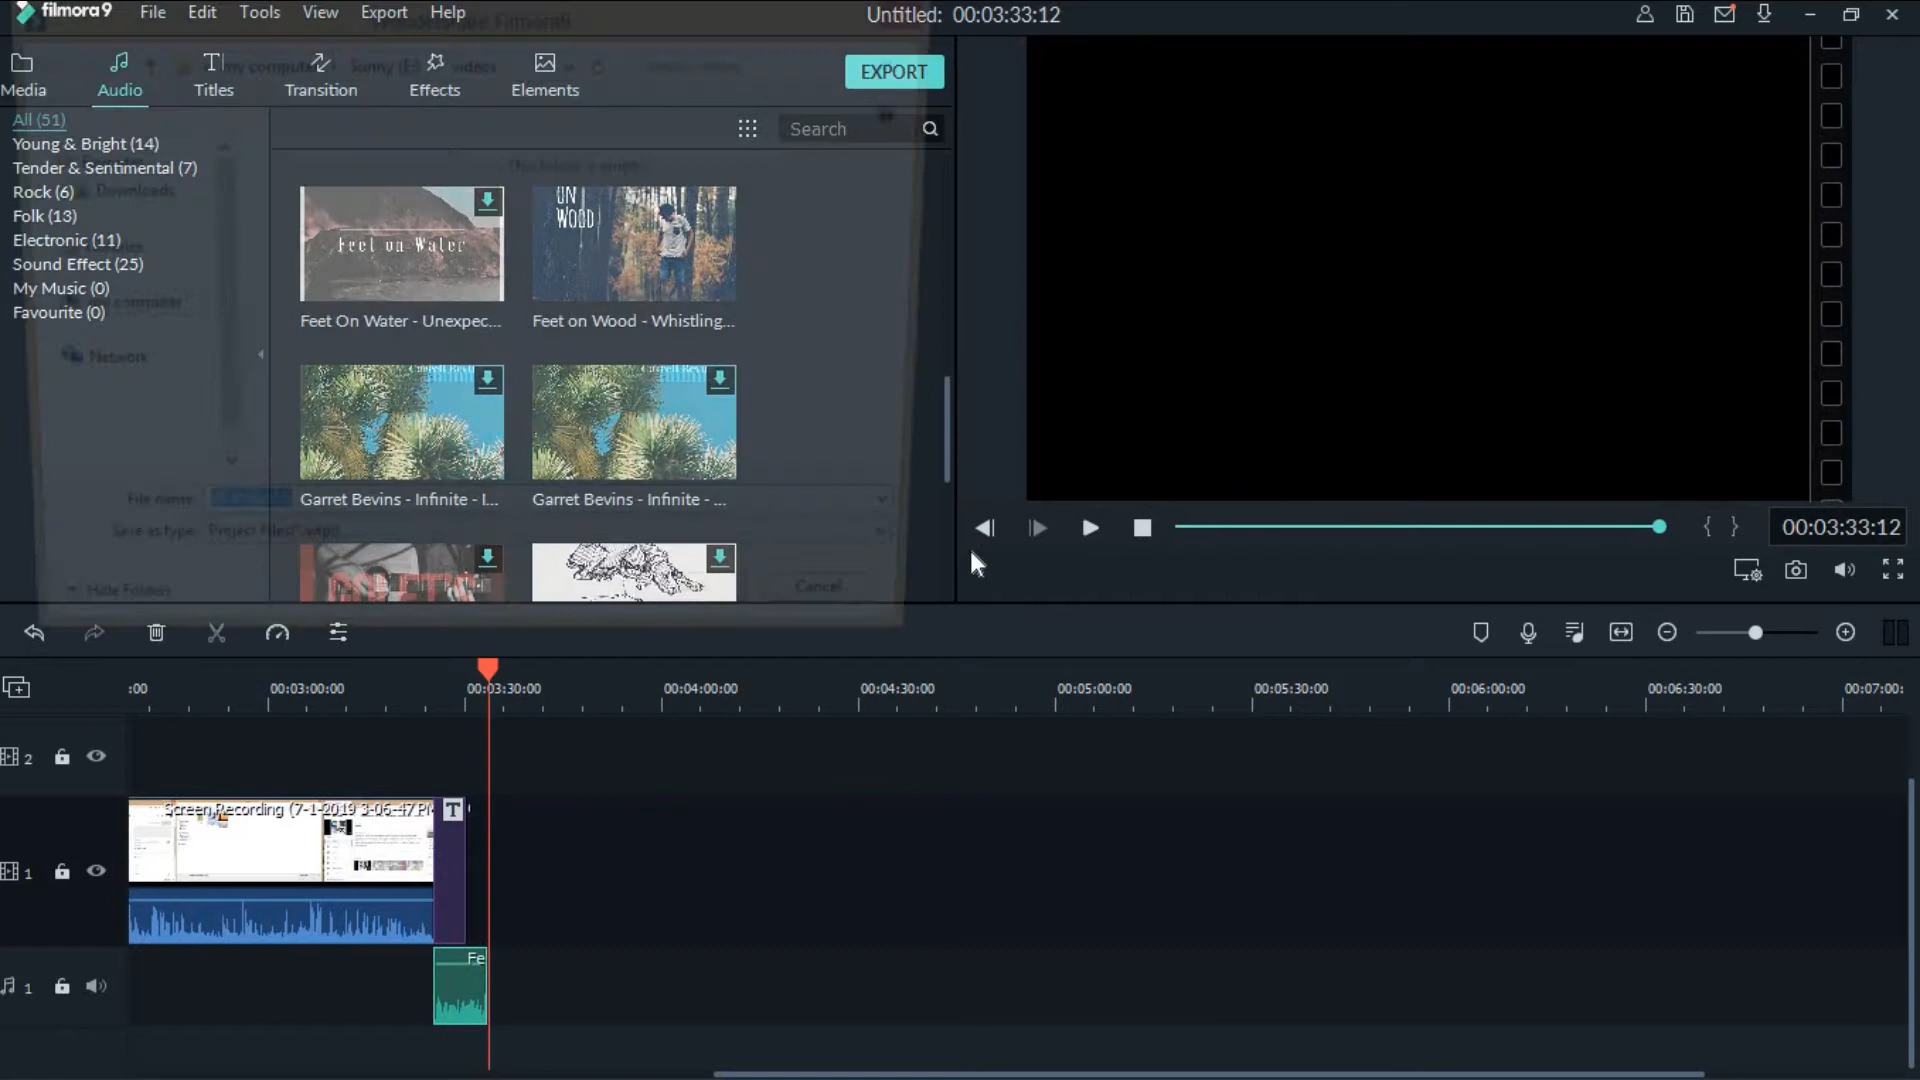 filmora9 File Edit Tools View Export Help Untitled: 00:03:33:12
Media Audio Titles Transition Effects Elements EXPORT
All (51)
Young & Bright (14)
Tender & Sentimental (7)
Rock (6)
Folk (13)
Electronic (11)
Sound Effect (25)
My Music (0)
Favourite (0)
Downloads
Network
Search
Feet on Water
ON
WOOD
Feet On Water - Unexpec...
Feet on Wood - Whistling...
Garret Bevins - Infinite - I...
Garret Bevins - Infinite - ...
File name:
Save as type:
Hide Folders
Cancel
{ } 00:03:33:12
:00 00:03:00:00 00:03:30:00 00:04:00:00 00:04:30:00 00:05:00:00 00:05:30:00 00:06:00:00 00:06:30:00 00:07:00:
2
Screen Recording (7-1-2019 3-06-47 PM T
1
Fe
1